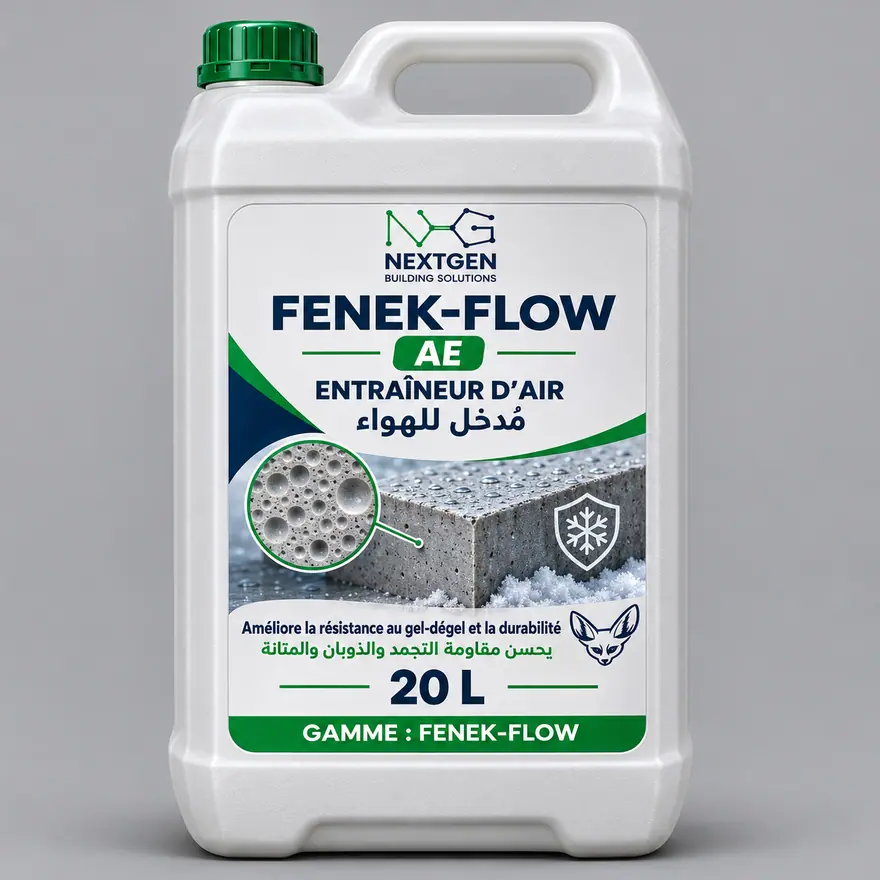 NEXTGEN
BUILDING SOLUTIONS
FENEK-FLOW
AE
ENTRAÎNEUR D'AIR
مُدخل للهواء
Améliore la résistance au gel-dégel et la durabilité
يحسن مقاومة التجمد والذوبان والمتانة
20 L
GAMME : FENEK-FLOW